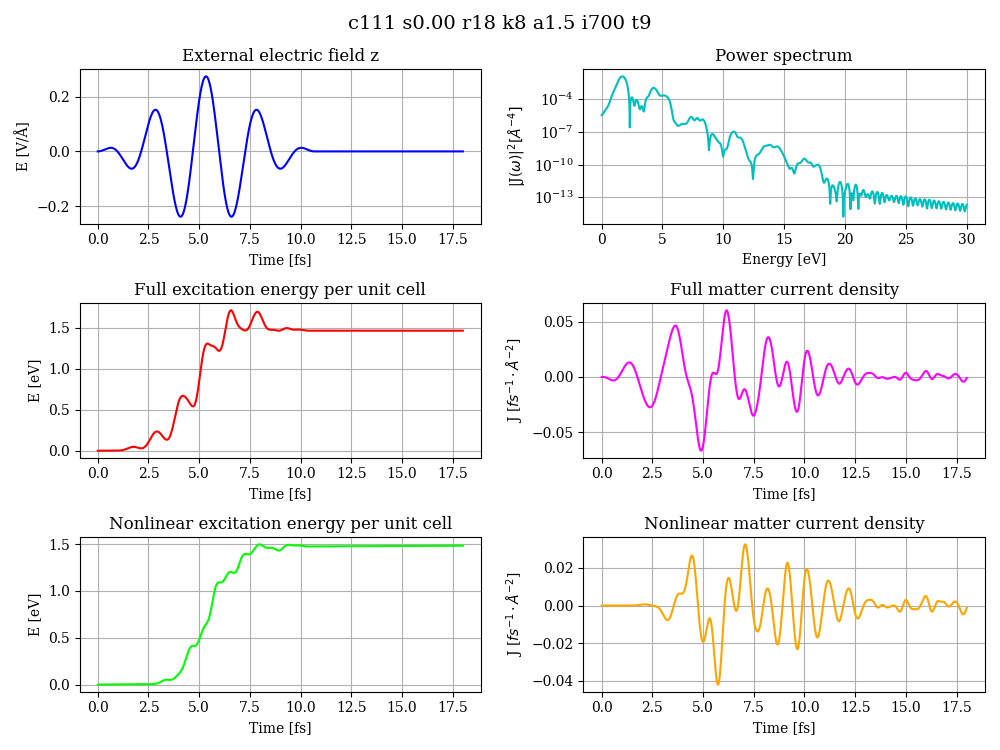 c111 s0.00 r18 k8 a1.5 i700 t9
External electric field z
E [V/Å]
0.2
0.0
−0.2
0.0 2.5 5.0 7.5 10.0 12.5 15.0 17.5
Time [fs]
Power spectrum
|J(ω)|² [Å⁻⁴]
10⁻⁴
10⁻⁷
10⁻¹⁰
10⁻¹³
0 5 10 15 20 25 30
Energy [eV]
Full excitation energy per unit cell
E [eV]
1.5
1.0
0.5
0.0
0.0 2.5 5.0 7.5 10.0 12.5 15.0 17.5
Time [fs]
Full matter current density
J [fs⁻¹ · Å⁻²]
0.05
0.00
−0.05
0.0 2.5 5.0 7.5 10.0 12.5 15.0 17.5
Time [fs]
Nonlinear excitation energy per unit cell
E [eV]
1.5
1.0
0.5
0.0
0.0 2.5 5.0 7.5 10.0 12.5 15.0 17.5
Time [fs]
Nonlinear matter current density
J [fs⁻¹ · Å⁻²]
0.02
0.00
−0.02
−0.04
0.0 2.5 5.0 7.5 10.0 12.5 15.0 17.5
Time [fs]